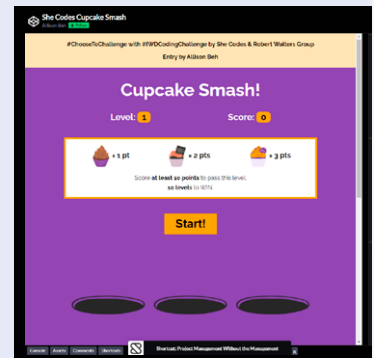 She Codes Cupcake Smash
Allison Beh
#ChooseToChallenge with #IWDCodingChallenge by She Codes & Robert Walters Group
Entry by Allison Beh
Cupcake Smash!
Level: 1 Score: 0
= 1 pt = 2 pts = 3 pts
Score at least 10 points to pass this level.
10 levels to WIN.
Start!
Console Assets Comments Shortcuts
Shortcut: Project Management Without the Management